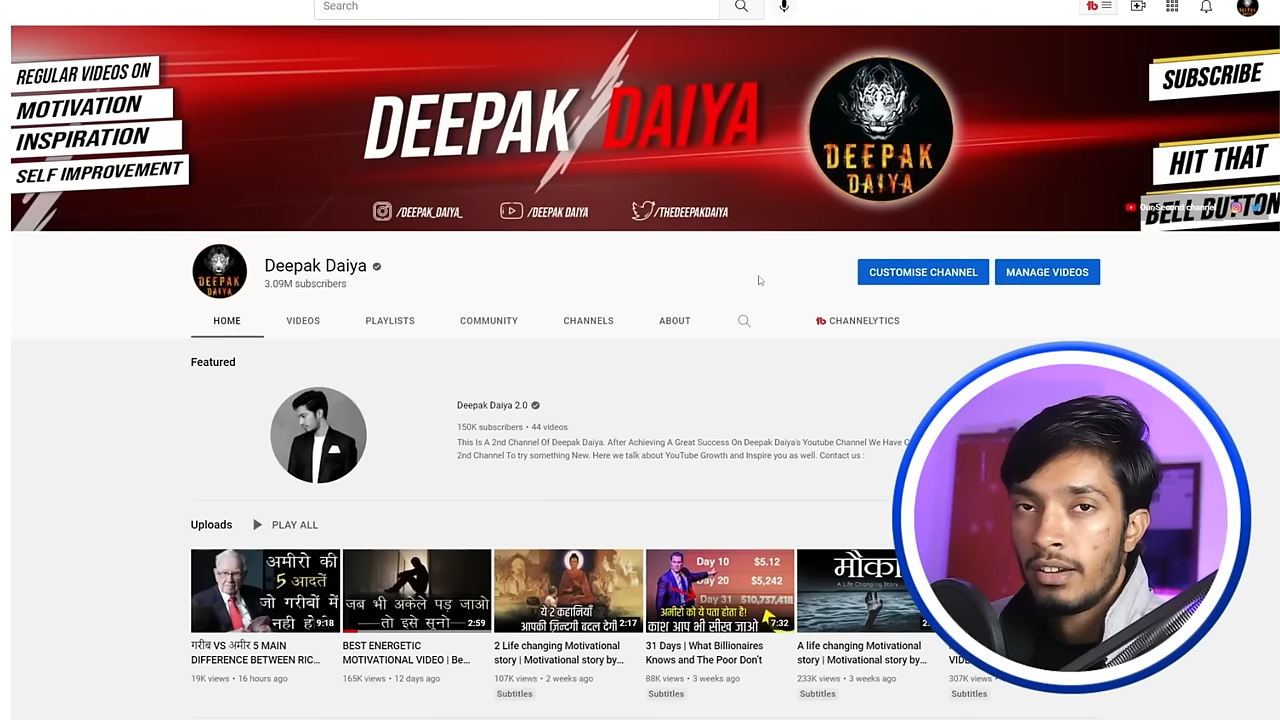 Search
REGULAR VIDEOS ON
MOTIVATION
INSPIRATION
SELF IMPROVEMENT
DEEPAK DAIYA
/DEEPAK_DAIYA_
/DEEPAK DAIYA
/THEDEEPAKDAIYA
DEEPAK
DAIYA
SUBSCRIBE
HIT THAT
BELL BUTTON
Our Second channel
DEEPAK
DAIYA
Deepak Daiya
3.09M subscribers
CUSTOMISE CHANNEL
MANAGE VIDEOS
HOME VIDEOS PLAYLISTS COMMUNITY CHANNELS ABOUT tb CHANNELYTICS
Featured
Deepak Daiya 2.0
150K subscribers • 44 videos
This Is A 2nd Channel Of Deepak Daiya. After Achieving A Great Success On Deepak Daiya's Youtube Channel We Have
2nd Channel To try something New. Here we talk about YouTube Growth and Inspire you as well. Contact us :
Uploads PLAY ALL
अमीरो की
5 आदतें
जो गरीबों में
नही है
9:18
जब भी अकेले पड़ जाओ
तो इसे सुनो
2:59
ये 2 कहानियाँ
आपकी ज़िन्दगी बदल देगी
2:17
Day 10 $5.12
Day 20 $5,242
Day 31 $10,737,418
अमीरो को ये पता होता है!
काश आप भी सीख जाओ
7:32
मौका
A Life Changing Story
गरीब VS अमीर 5 MAIN
DIFFERENCE BETWEEN RIC...
19K views • 16 hours ago
BEST ENERGETIC
MOTIVATIONAL VIDEO | Be...
165K views • 12 days ago
2 Life changing Motivational
story | Motivational story by...
107K views • 2 weeks ago
Subtitles
31 Days | What Billionaires
Knows and The Poor Don't
88K views • 3 weeks ago
Subtitles
A life changing Motivational
story | Motivational story by...
233K views • 3 weeks ago
Subtitles
307K views
Subtitles